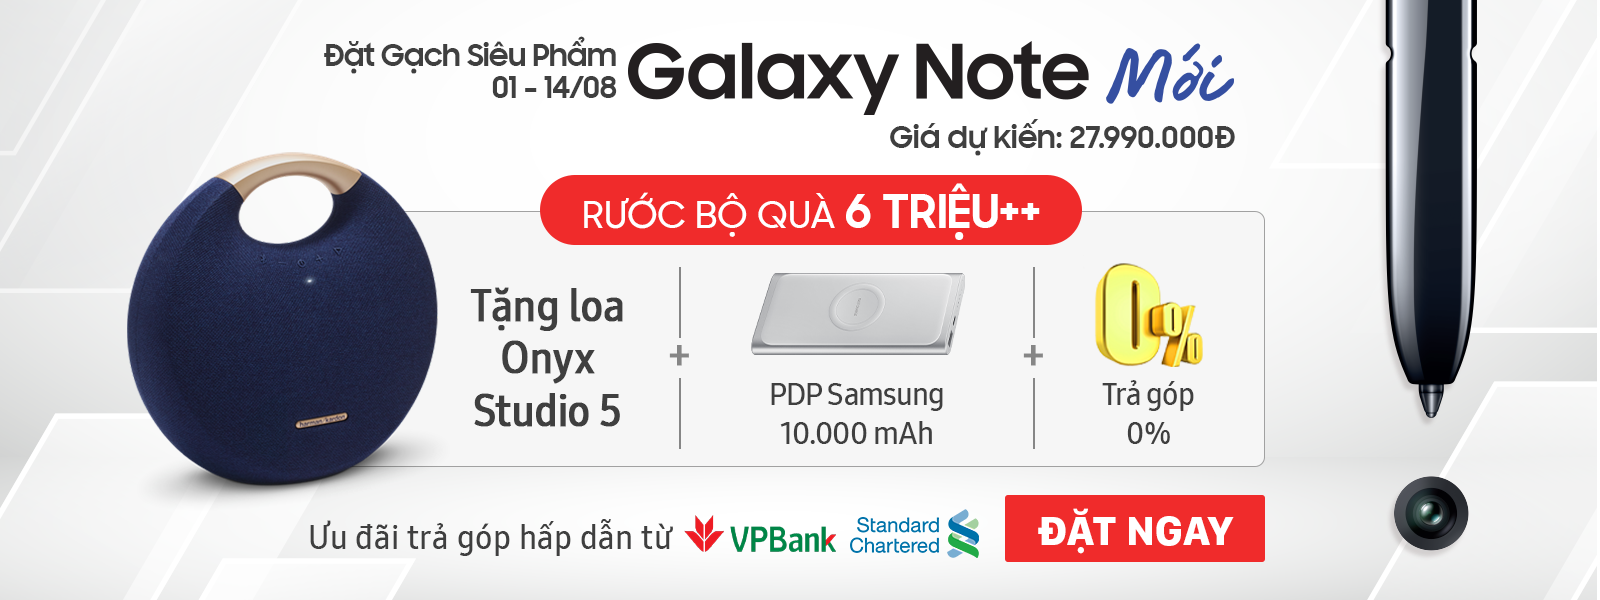 Đặt Gạch Siêu Phẩm
01 - 14/08
Galaxy Note Mới
Giá dự kiến: 27.990.000Đ
RƯỚC BỘ QUÀ 6 TRIỆU++
Tặng loa
Onyx
Studio 5
+
PDP Samsung
10.000 mAh
+
0%
Trả góp
0%
harman/kardon
Ưu đãi trả góp hấp dẫn từ
VPBank
Standard
Chartered
ĐẶT NGAY